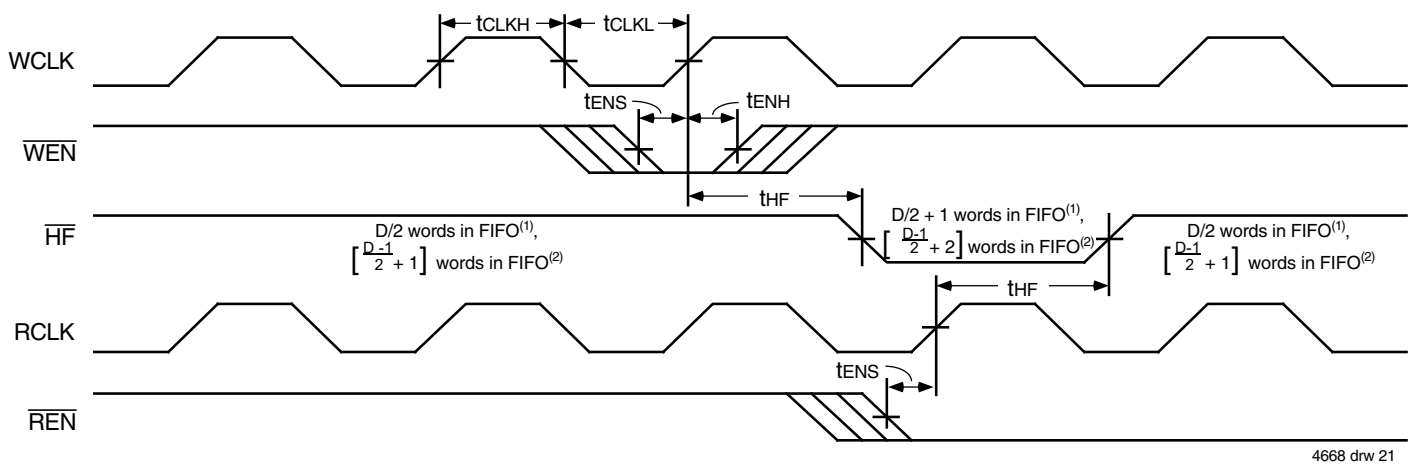 tCLKH tCLKL
WCLK
tENS tENH
WEN
tHF
HF
D/2 words in FIFO(1),
[D-1/2 + 1] words in FIFO(2)
D/2 + 1 words in FIFO(1),
[D-1/2 + 2] words in FIFO(2)
D/2 words in FIFO(1),
[D-1/2 + 1] words in FIFO(2)
tHF
RCLK
tENS
REN
4668 drw 21